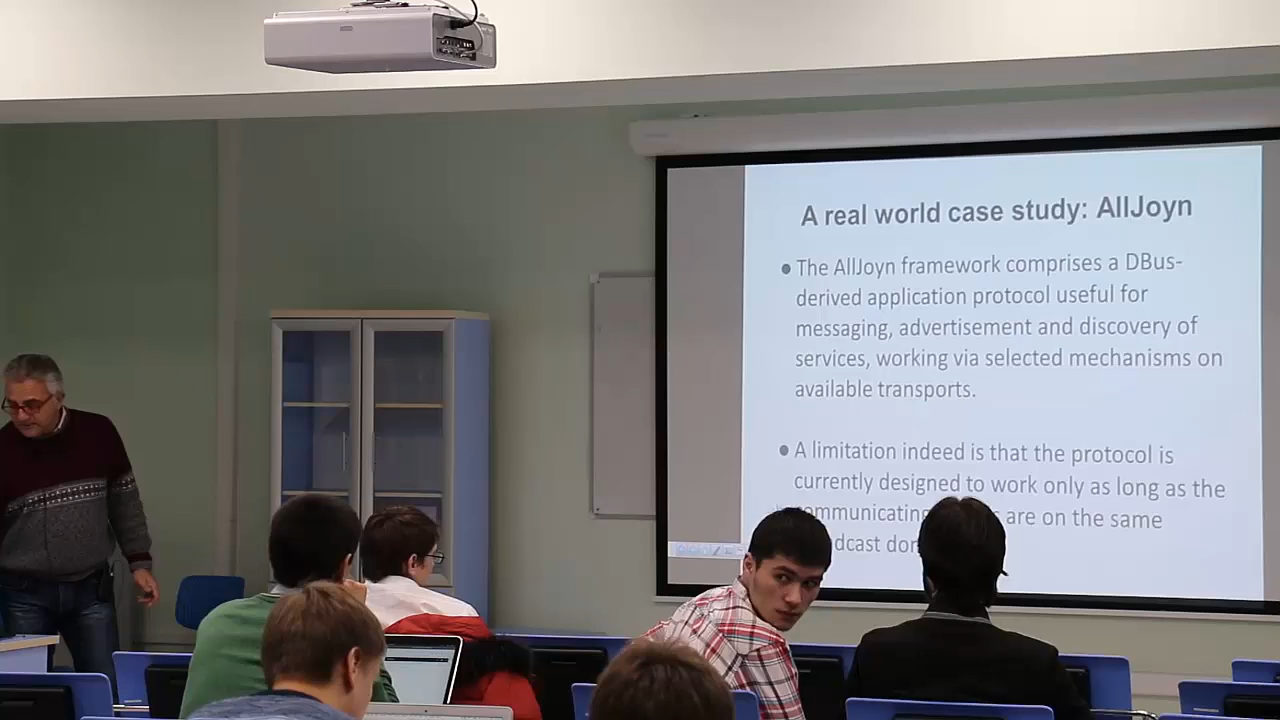 A real world case study: AllJoyn
● The AllJoyn framework comprises a DBus-
derived application protocol useful for
messaging, advertisement and discovery of
services, working via selected mechanisms on
available transports.
● A limitation indeed is that the protocol is
currently designed to work only as long as the
are on the same